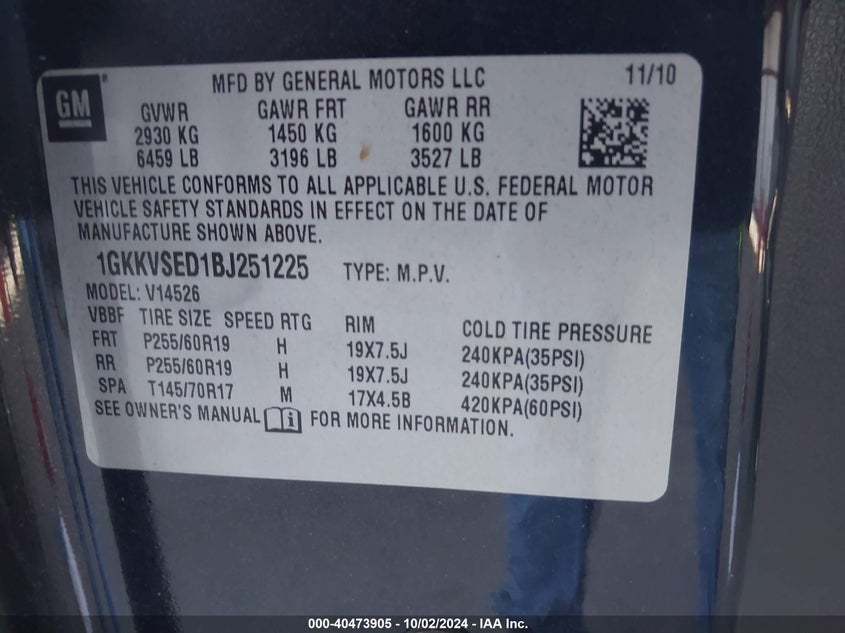 GM ®
MFD BY GENERAL MOTORS LLC 11/10
GVWR GAWR FRT GAWR RR
2930 KG 1450 KG 1600 KG
6459 LB 3196 LB 3527 LB
THIS VEHICLE CONFORMS TO ALL APPLICABLE U.S. FEDERAL MOTOR
VEHICLE SAFETY STANDARDS IN EFFECT ON THE DATE OF
MANUFACTURE SHOWN ABOVE.
1GKKVSED1BJ251225 TYPE: M.P.V.
MODEL: V14526
VBBF TIRE SIZE SPEED RTG RIM COLD TIRE PRESSURE
FRT P255/60R19 H 19X7.5J 240KPA(35PSI)
RR P255/60R19 H 19X7.5J 240KPA(35PSI)
SPA T145/70R17 M 17X4.5B 420KPA(60PSI)
SEE OWNER'S MANUAL i FOR MORE INFORMATION.
000-40473905 - 10/02/2024 - IAA Inc.